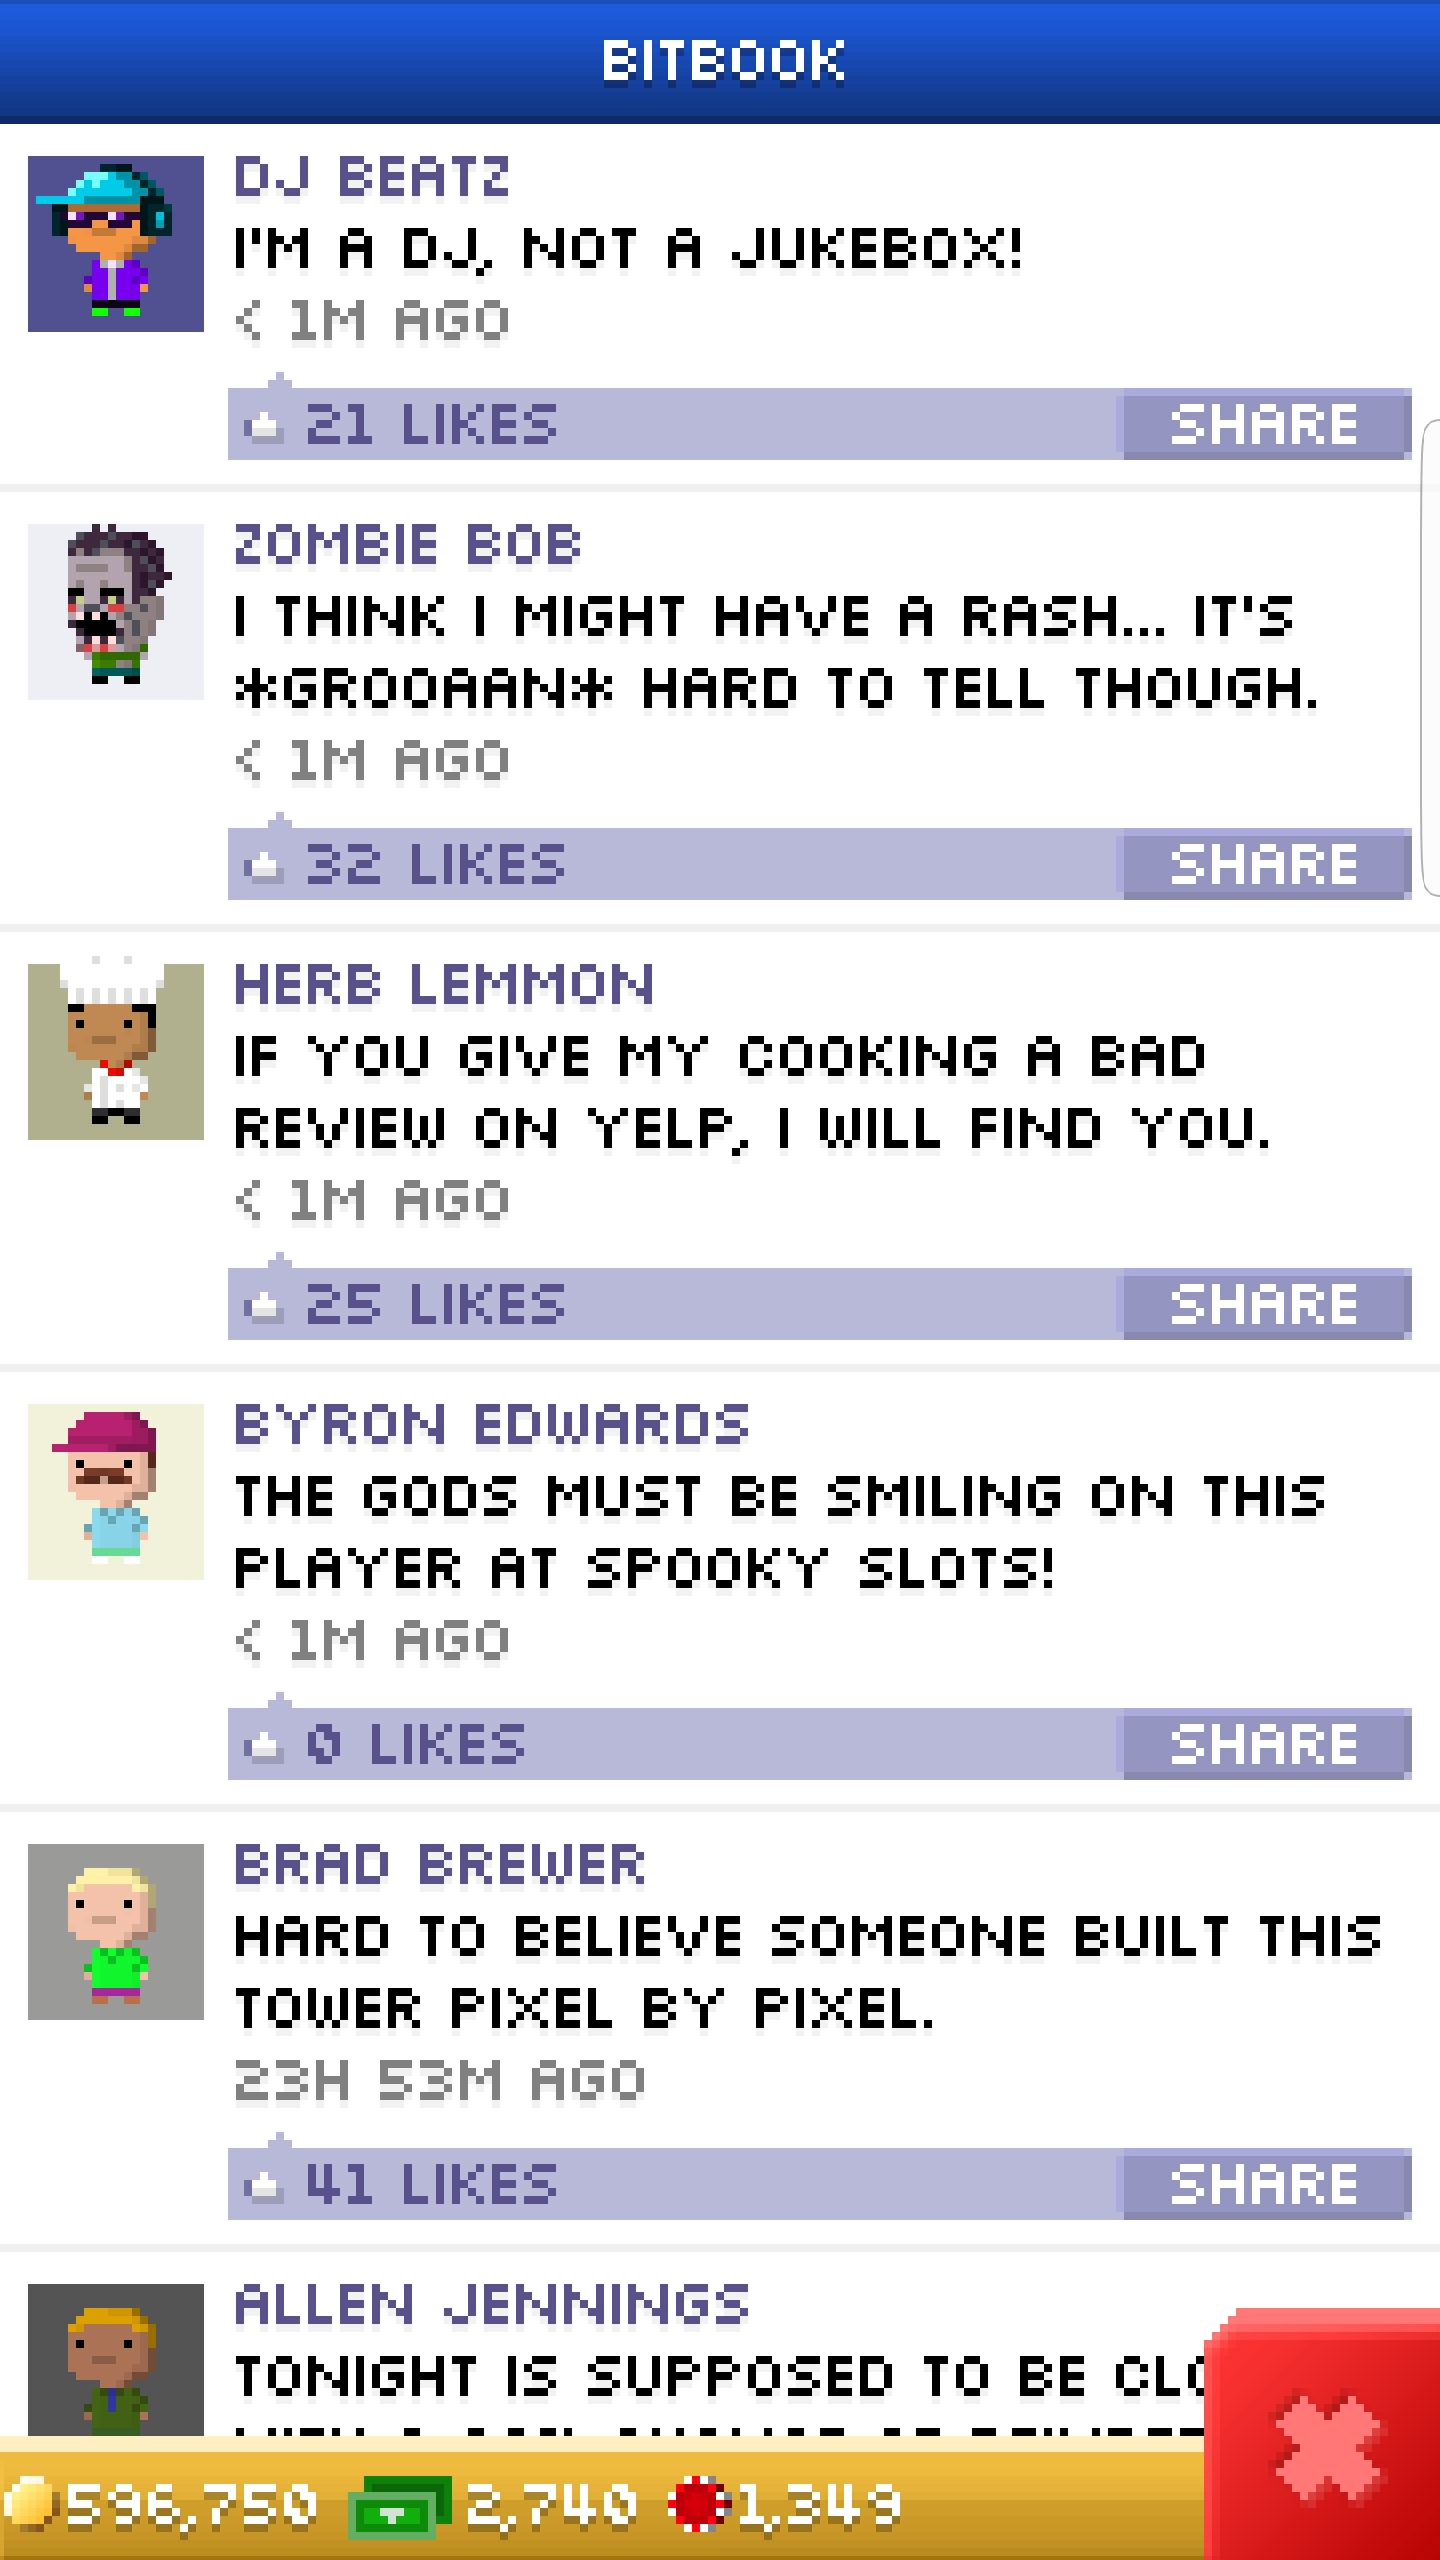 BITBOOK
DJ BEATZ
I'M A DJ, NOT A JUKEBOX!
< 1M AGO
21 LIKES SHARE
ZOMBIE BOB
I THINK I MIGHT HAVE A RASH... IT'S
*GROOAAN* HARD TO TELL THOUGH.
< 1M AGO
32 LIKES SHARE
HERB LEMMON
IF YOU GIVE MY COOKING A BAD
REVIEW ON YELP, I WILL FIND YOU.
< 1M AGO
25 LIKES SHARE
BYRON EDWARDS
THE GODS MUST BE SMILING ON THIS
PLAYER AT SPOOKY SLOTS!
< 1M AGO
0 LIKES SHARE
BRAD BREWER
HARD TO BELIEVE SOMEONE BUILT THIS
TOWER PIXEL BY PIXEL.
23H 53M AGO
41 LIKES SHARE
ALLEN JENNINGS
TONIGHT IS SUPPOSED TO BE
596,750 2,740 1,349